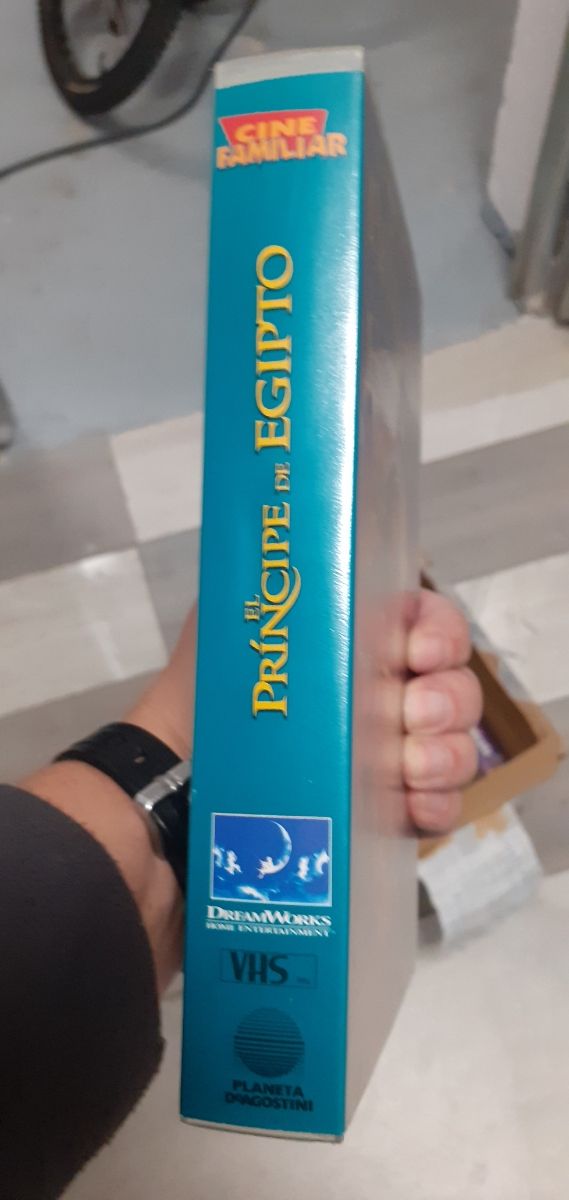 CINE
FAMILIAR
EL
PRÍNCIPE DE EGIPTO
DREAMWORKS
HOME ENTERTAINMENT
VHS
PLANETA
DeAGOSTINI